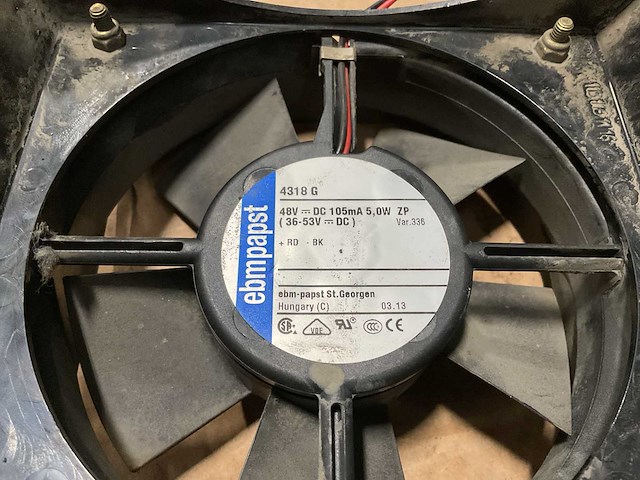 4318 G
48V ⎓ DC 105mA 5,0W ZP
( 36-53V ⎓ DC ) Var.336
+ RD - BK
ebmpapst
ebm-papst St.Georgen
Hungary (C) 03.13
VDE CE